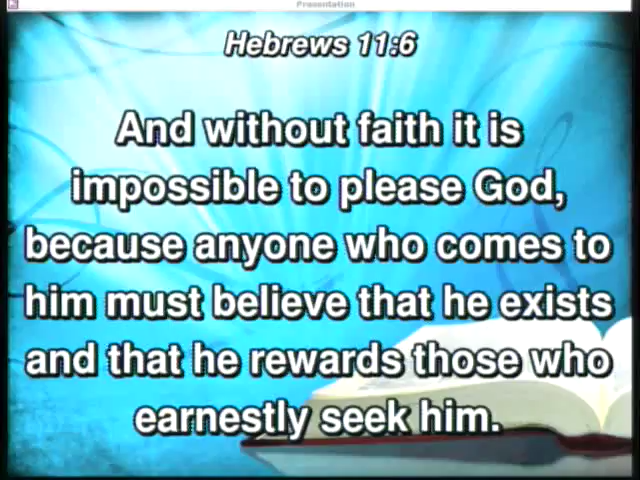 Presentation
Hebrews 11:6
And without faith it is
impossible to please God,
because anyone who comes to
him must believe that he exists
and that he rewards those who
earnestly seek him.